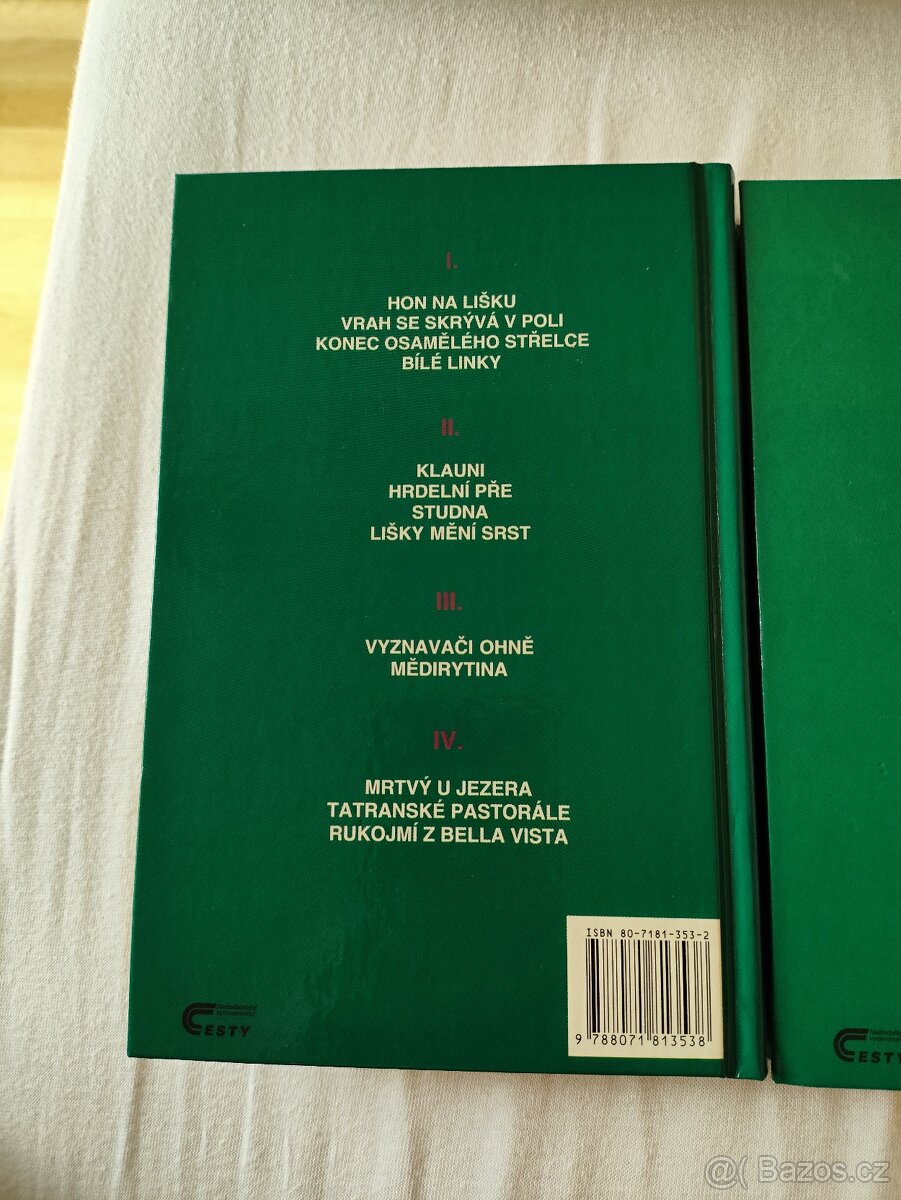 I.
HON NA LIŠKU
VRAH SE SKRÝVÁ V POLI
KONEC OSAMĚLÉHO STŘELCE
BÍLÉ LINKY
II.
KLAUNI
HRDELNÍ PŘE
STUDNA
LIŠKY MĚNÍ SRST
III.
VYZNAVAČI OHNĚ
MĚDIRYTINA
IV.
MRTVÝ U JEZERA
TATRANSKÉ PASTORÁLE
RUKOJMÍ Z BELLA VISTA
ISBN 80-7181-353-2
9 788071 813538
Nakladatelství
vydavatelství
CESTY
CESTY
@ Bazos.cz